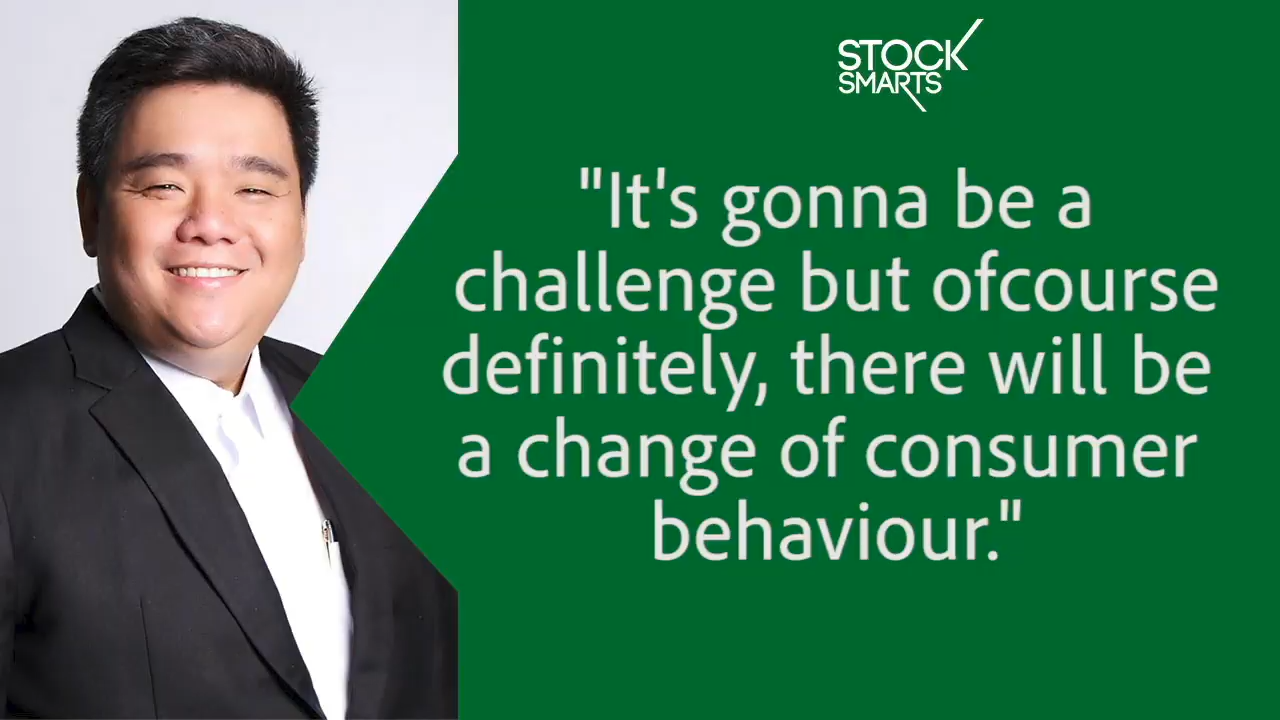 STOCK
SMARTS
"It's gonna be a
challenge but ofcourse
definitely, there will be
a change of consumer
behaviour."